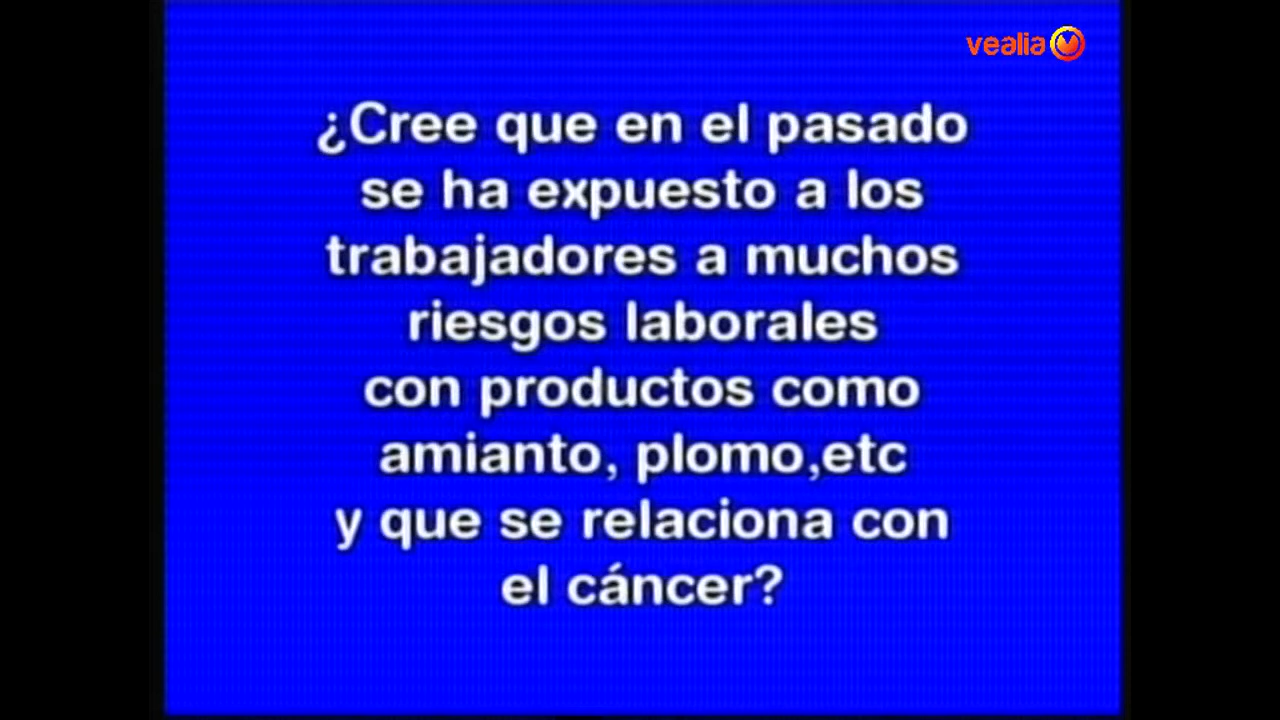 vealia
¿Cree que en el pasado
se ha expuesto a los
trabajadores a muchos
riesgos laborales
con productos como
amianto, plomo,etc
y que se relaciona con
el cáncer?